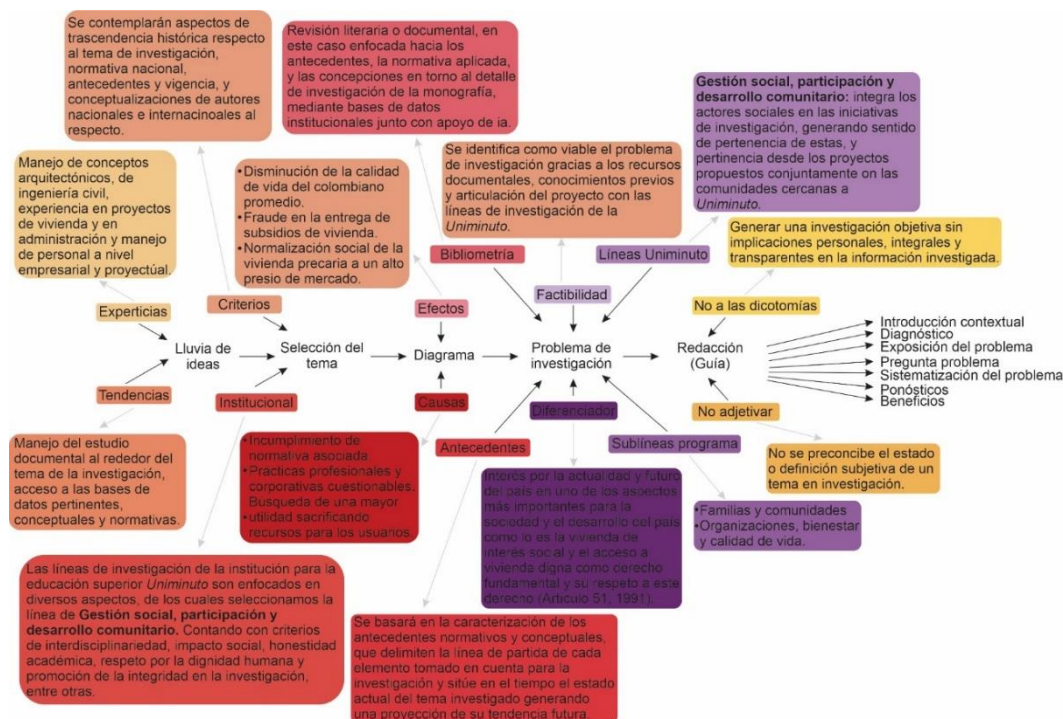 Se contemplarán aspectos de
trascendencia histórica respecto
al tema de investigación,
normativa nacional,
antecedentes y vigencia, y
conceptualizaciones de autores
nacionales e internacinoales al
respecto.
Revisión literaria o documental, en
este caso enfocada hacia los
antecedentes, la normativa aplicada,
y las concepciones en torno al detalle
de investigación de la monografía,
mediante bases de datos
institucionales junto con apoyo de ia.
Gestión social, participación y
desarrollo comunitario: integra los
actores sociales en las iniciativas
de investigación, generando sentido
de pertenencia de estas, y
pertinencia desde los proyectos
propuestos conjuntamente on las
comunidades cercanas a
Uniminuto.
Manejo de conceptos
arquitectónicos, de
ingeniería civil,
experiencia en proyectos
de vivienda y en
administración y manejo
de personal a nivel
empresarial y proyectúal.
•Disminución de la calidad
de vida del colombiano
promedio.
•Fraude en la entrega de
subsidios de vivienda.
•Normalización social de la
vivienda precaria a un alto
presio de mercado.
Se identifica como viable el problema
de investigación gracias a los recursos
documentales, conocimientos previos
y articulación del proyecto con las
líneas de investigación de la
Uniminuto.
Generar una investigación objetiva sin
implicaciones personales, integrales y
transparentes en la información investigada.
Experticias
Criterios
Efectos
Bibliometría
Factibilidad
Líneas Uniminuto
No a las dicotomías
Lluvia de
ideas
Selección del
tema
Diagrama
Problema de
investigación
Redacción
(Guía)
Introducción contextual
Diagnóstico
Exposición del problema
Pregunta problema
Sistematización del problema
Ponósticos
Beneficios
Tendencias
Institucional
Causas
Antecedentes
Diferenciador
Sublíneas programa
No adjetivar
Manejo del estudio
documental al rededor del
tema de la investigación,
acceso a las bases de
datos pertinentes,
conceptuales y normativas.
•Incumplimiento de
normativa asociada.
•Practicas profesionales y
corporativas cuestionables.
Búsqueda de una mayor
•utilidad sacrifícando
recursos para los usuarios.
Interés por la actualidad y futuro
del país en uno de los aspectos
más importantes para la
sociedad y el desarrollo del país
como lo es la vivienda de
interés social y el acceso a
vivienda digna como derecho
fundamental y su respeto a este
derecho (Articulo 51, 1991).
•Familias y comunidades
•Organizaciones, bienestar
y calidad de vida.
No se preconcibe el estado
o definición subjetiva de un
tema en investigación.
Las líneas de investigación de la institución para la
educación superior Uniminuto son enfocados en
diversos aspectos, de los cuales seleccionamos la
línea de Gestión social, participación y
desarrollo comunitario. Contando con criterios
de interdisciplinariedad, impacto social, honestidad
académica, respeto por la dignidad humana y
promoción de la integridad en la investigación,
entre otras.
Se basará en la caracterización de los
antecedentes normativos y conceptuales,
que delimiten la línea de partida de cada
elemento tomado en cuenta para la
investigación y sitúe en el tiempo el estado
actual del tema investigado generando
una proyección de su tendencia futura.